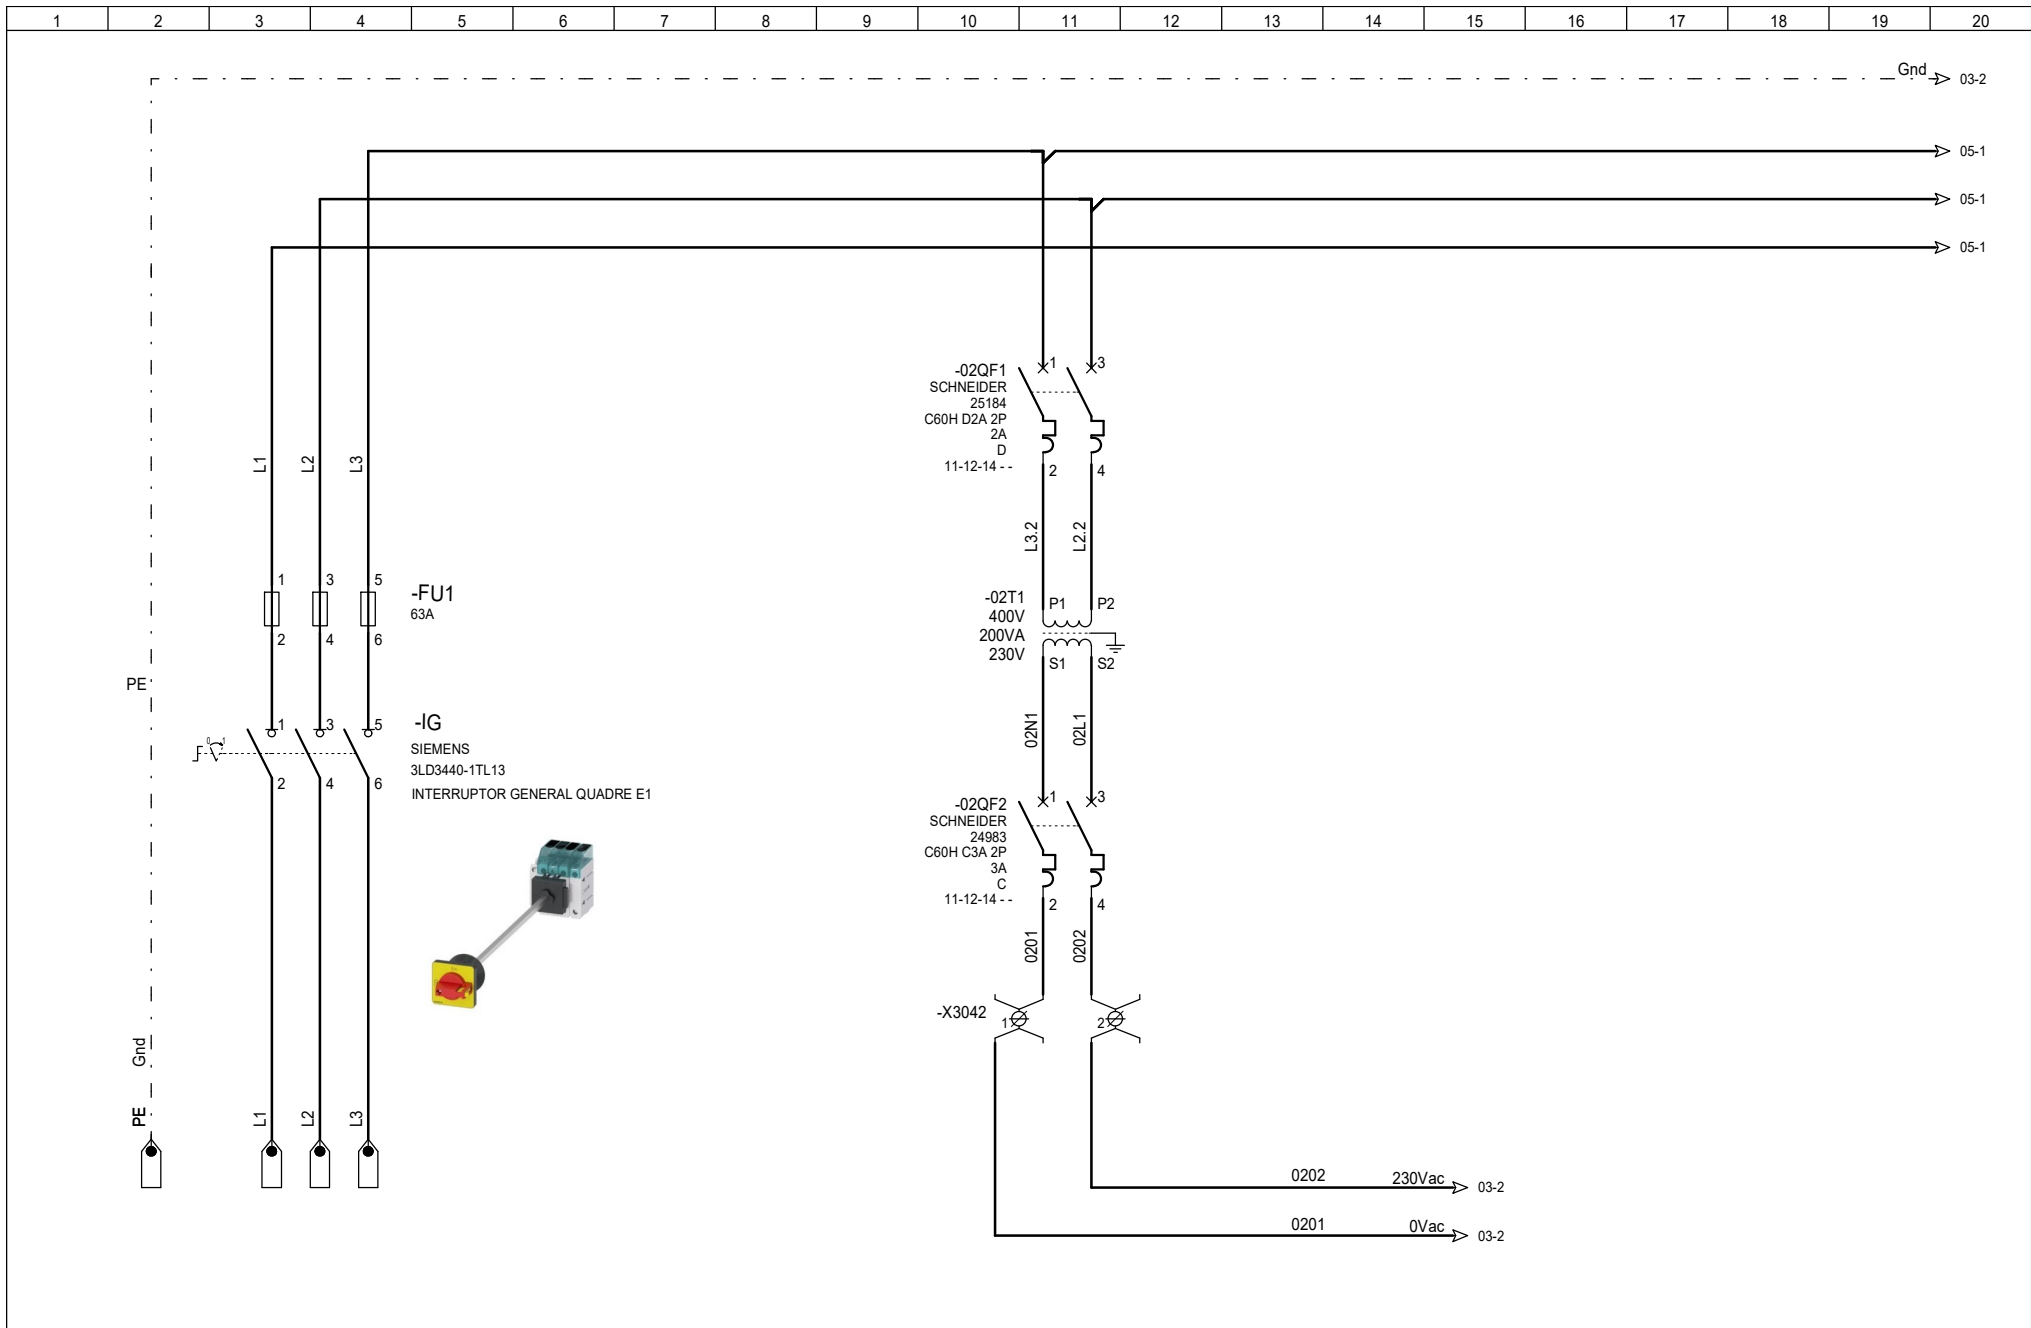 1 2 3 4 5 6 7 8 9 10 11 12 13 14 15 16 17 18 19 20
Gnd 03-2
05-1
05-1
05-1
L1 L2 L3
1 3 5
-FU1
63A
2 4 6
PE
1 3 5
-IG
0 1
SIEMENS
3LD3440-1TL13
2 4 6
INTERRUPTOR GENERAL QUADRE E1
Gnd
PE L1 L2 L3
1 3
-02QF1
SCHNEIDER
25184
C60H D2A 2P
2A
D
11-12-14 - -
2 4
L3.2 L2.2
-02T1
P1 P2
400V
200VA
230V
S1 S2
02N1 02L1
1 3
-02QF2
SCHNEIDER
24983
C60H C3A 2P
3A
C
11-12-14 - -
2 4
0201 0202
-X3042
1 2
0202 230Vac 03-2
0201 0Vac 03-2